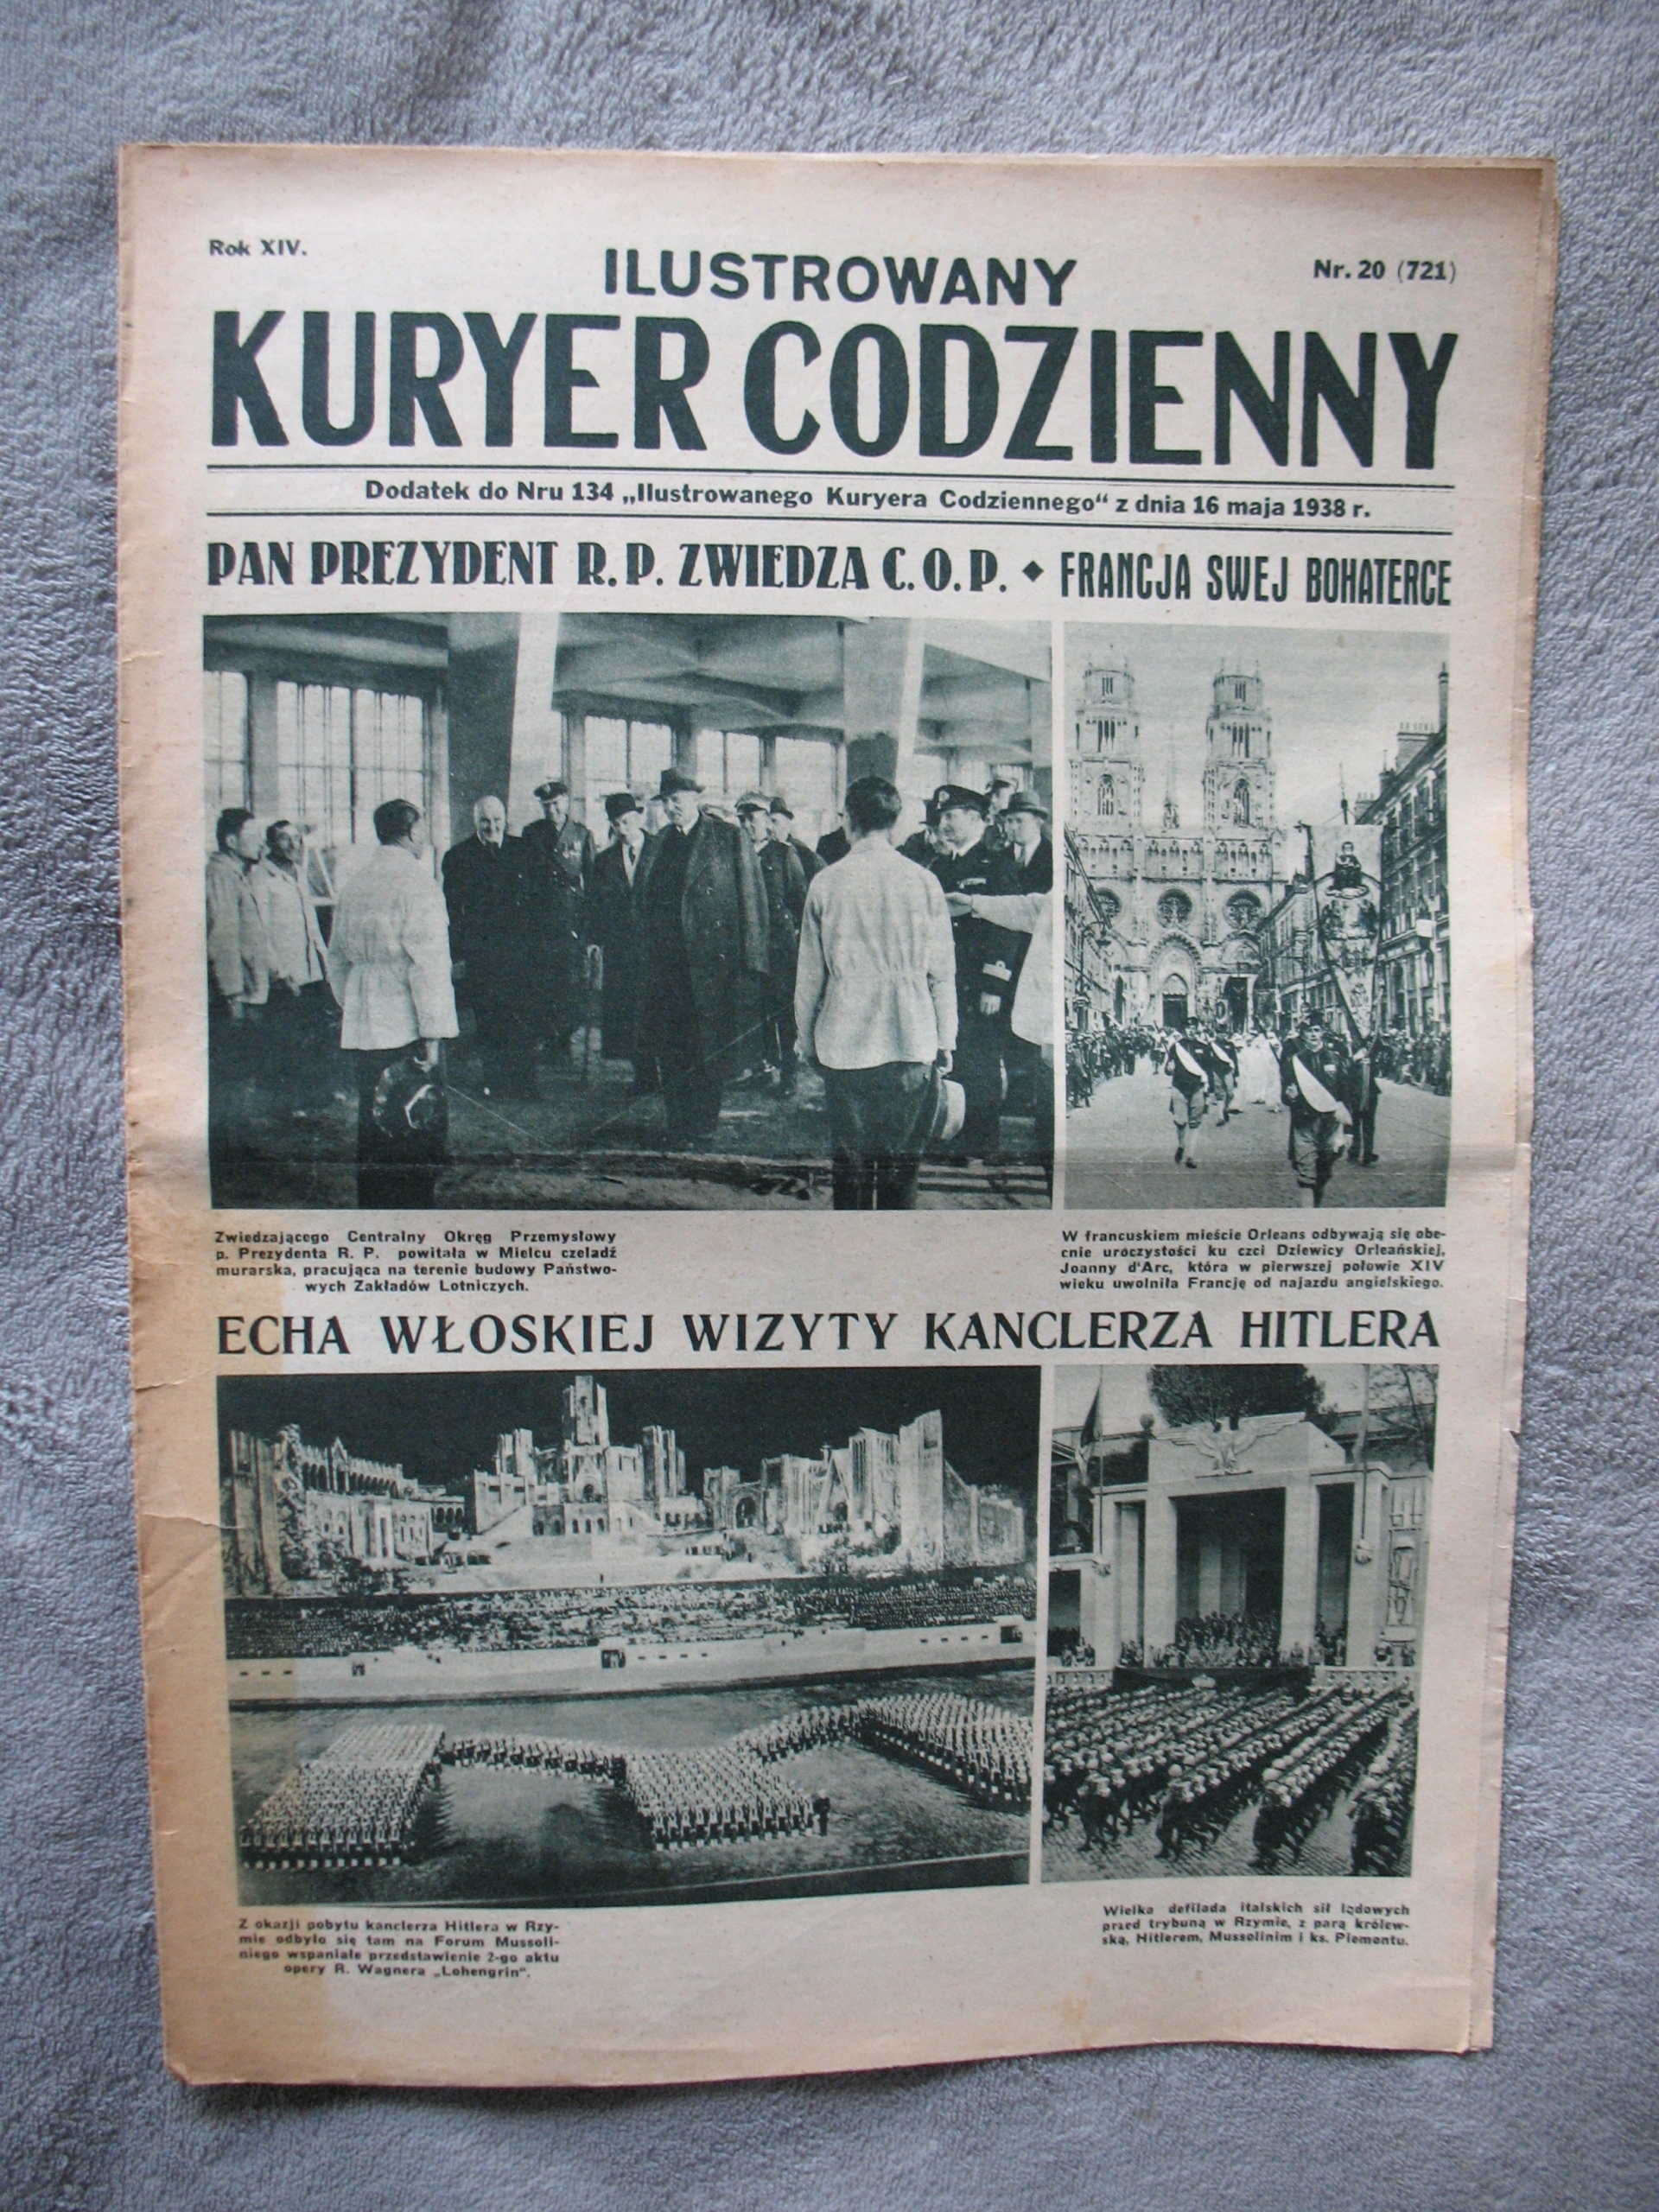 Rok XIV.
ILUSTROWANY
Nr. 20 (721)
KURYER CODZIENNY
Dodatek do Nru 134 „Ilustrowanego Kuryera Codziennego“ z dnia 16 maja 1938 r.
PAN PREZYDENT R. P. ZWIEDZA C. O. P. ◆ FRANCJA SWEJ BOHATERCE
Zwiedzającego Centralny Okręg Przemysłowy
p. Prezydenta R. P. powitała w Mielcu czeladź
murarska, pracująca na terenie budowy Państwo-
wych Zakładów Lotniczych.
W francuskiem mieście Orleans odbywają się obe-
cnie uroczystości ku czci Dziewicy Orleańskiej,
Joanny d'Arc, która w pierwszej połowie XIV
wieku uwolniła Francję od najazdu angielskiego.
ECHA WŁOSKIEJ WIZYTY KANCLERZA HITLERA
Z okazji pobytu kanclerza Hitlera w Rzy-
mie odbyło się tam na Forum Mussoli-
niego wspaniałe przedstawienie 2-go aktu
opery R. Wagnera „Lohengrin“.
Wielka defilada italskich sił lądowych
przed trybuną w Rzymie, z parą królew-
ską, Hitlerem, Mussolinim i ks. Piemontu.